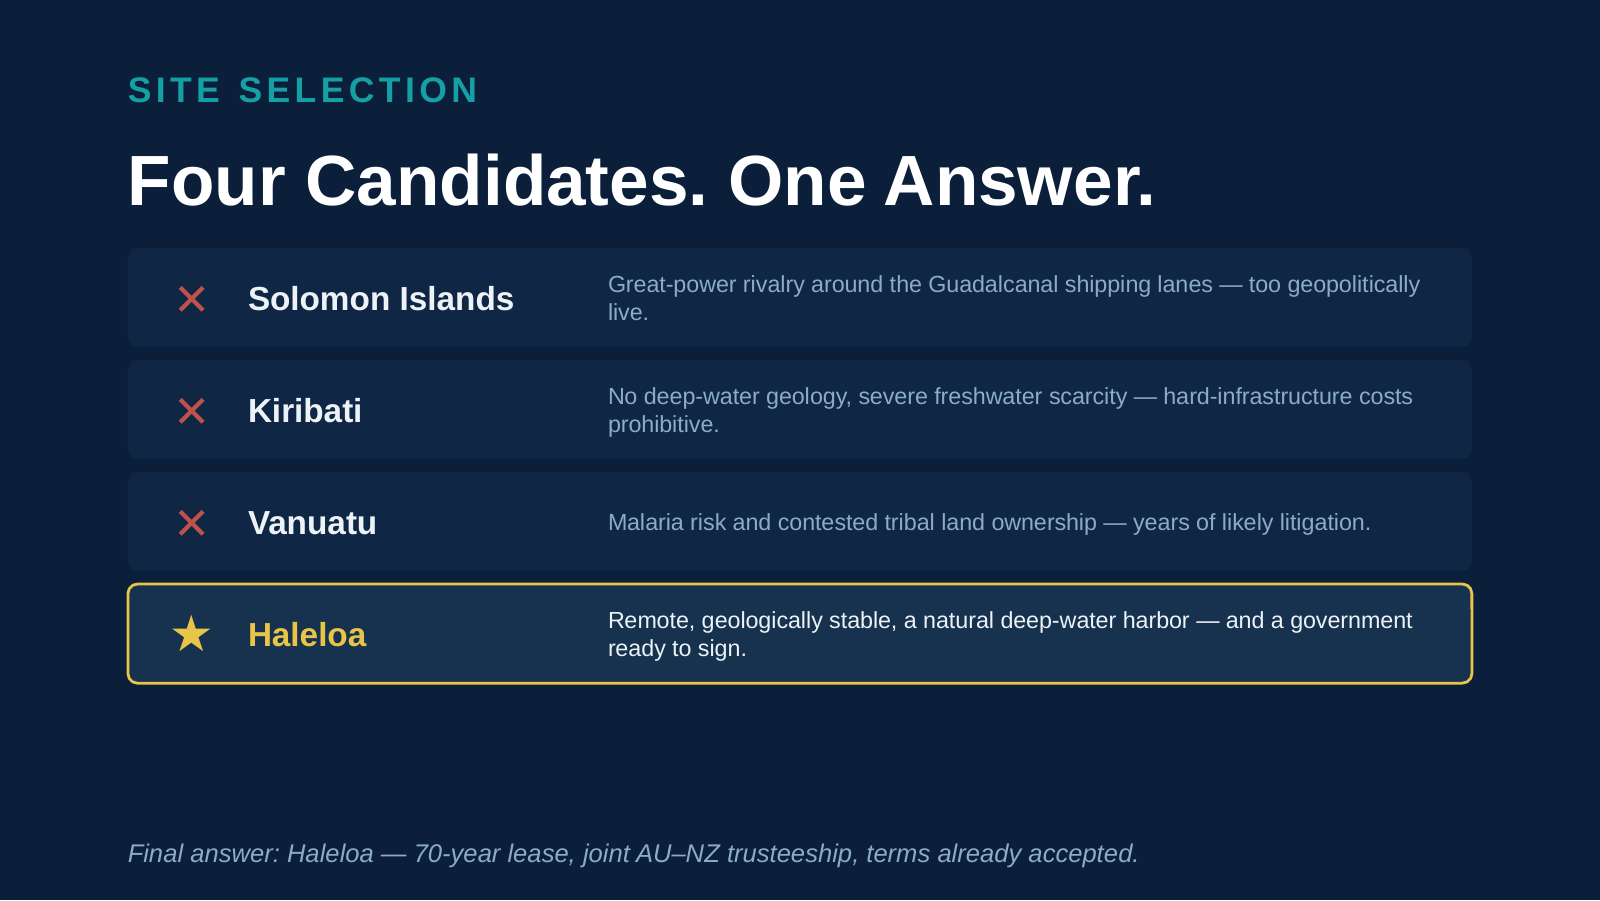 SITE SELECTION
Four Candidates. One Answer.
Solomon Islands
Great-power rivalry around the Guadalcanal shipping lanes — too geopolitically
live.
Kiribati
No deep-water geology, severe freshwater scarcity — hard-infrastructure costs
prohibitive.
Vanuatu
Malaria risk and contested tribal land ownership — years of likely litigation.
Haleloa
Remote, geologically stable, a natural deep-water harbor — and a government
ready to sign.
Final answer: Haleloa — 70-year lease, joint AU–NZ trusteeship, terms already accepted.